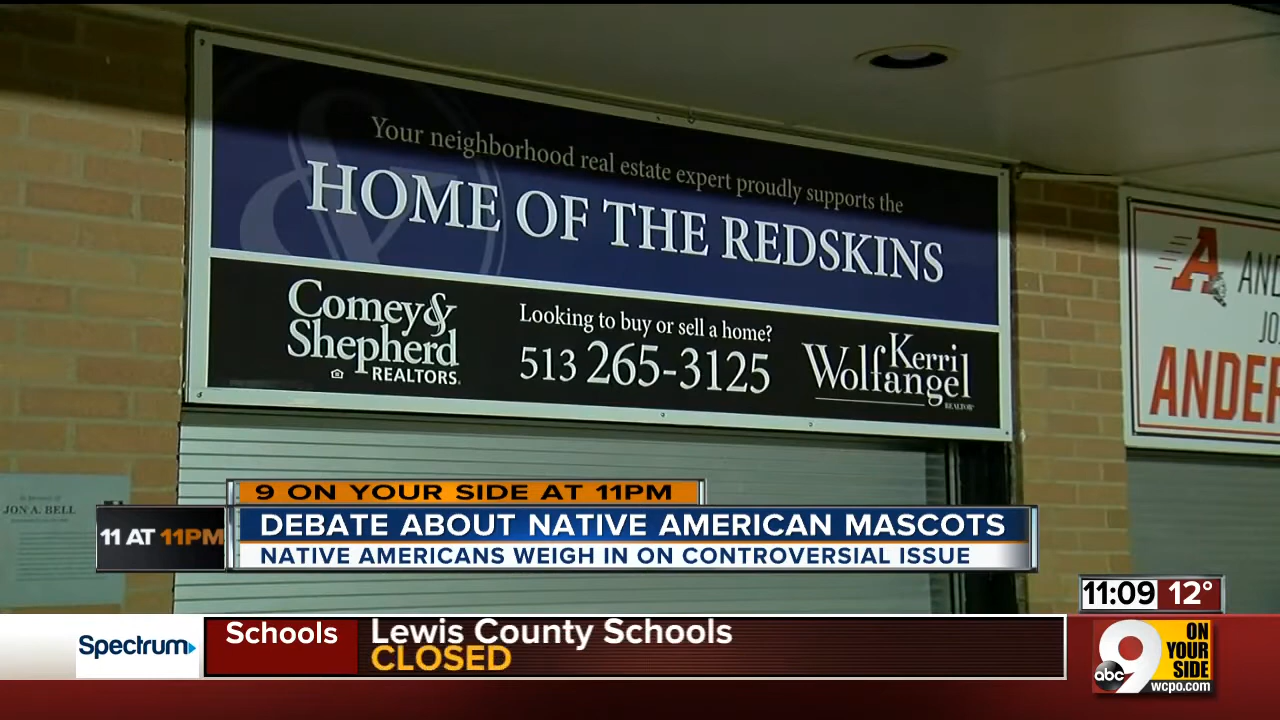 Your neighborhood real estate expert proudly supports the
HOME OF THE REDSKINS
Comey&
Shepherd
REALTORS
Looking to buy or sell a home?
513 265-3125
Kerri
Wolfangel
REALTOR
A AND
JO
ANDER
JON A. BELL
9 ON YOUR SIDE AT 11PM
11 AT 11PM
DEBATE ABOUT NATIVE AMERICAN MASCOTS
NATIVE AMERICANS WEIGH IN ON CONTROVERSIAL ISSUE
11:09 12°
Spectrum
Schools
Lewis County Schools
CLOSED
abc 9 ON YOUR SIDE
wcpo.com